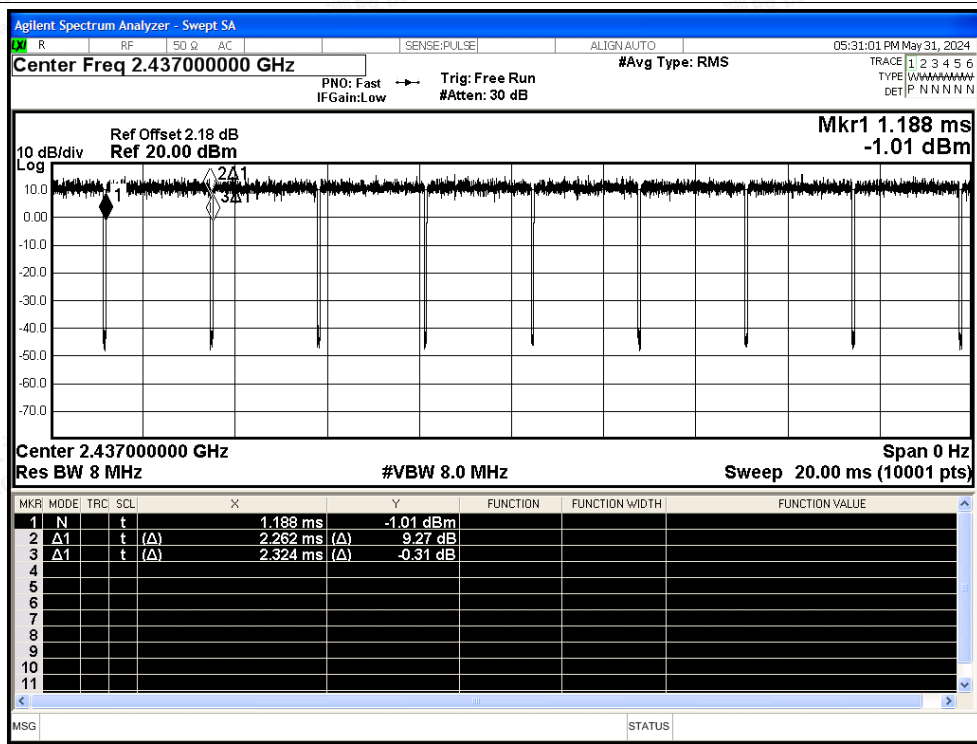 Agilent Spectrum Analyzer - Swept SA
LXI R RF 50 Ω AC SENSE:PULSE ALIGN AUTO 05:31:01 PM May 31, 2024
Center Freq 2.437000000 GHz
PNO: Fast
IFGain:Low
Trig: Free Run
#Atten: 30 dB
#Avg Type: RMS
TRACE 1 2 3 4 5 6
TYPE
DET P N N N N N
Mkr1 1.188 ms
-1.01 dBm
Ref Offset 2.18 dB
10 dB/div Ref 20.00 dBm
Log
2Δ1
1
3Δ1
10.0
0.00
-10.0
-20.0
-30.0
-40.0
-50.0
-60.0
-70.0
Center 2.437000000 GHz Span 0 Hz
Res BW 8 MHz #VBW 8.0 MHz Sweep 20.00 ms (10001 pts)
MKR MODE TRC SCL X Y FUNCTION FUNCTION WIDTH FUNCTION VALUE
1 N t 1.188 ms -1.01 dBm
2 Δ1 t (Δ) 2.262 ms (Δ) 9.27 dB
3 Δ1 t (Δ) 2.324 ms (Δ) -0.31 dB
4
5
6
7
8
9
10
11
MSG STATUS